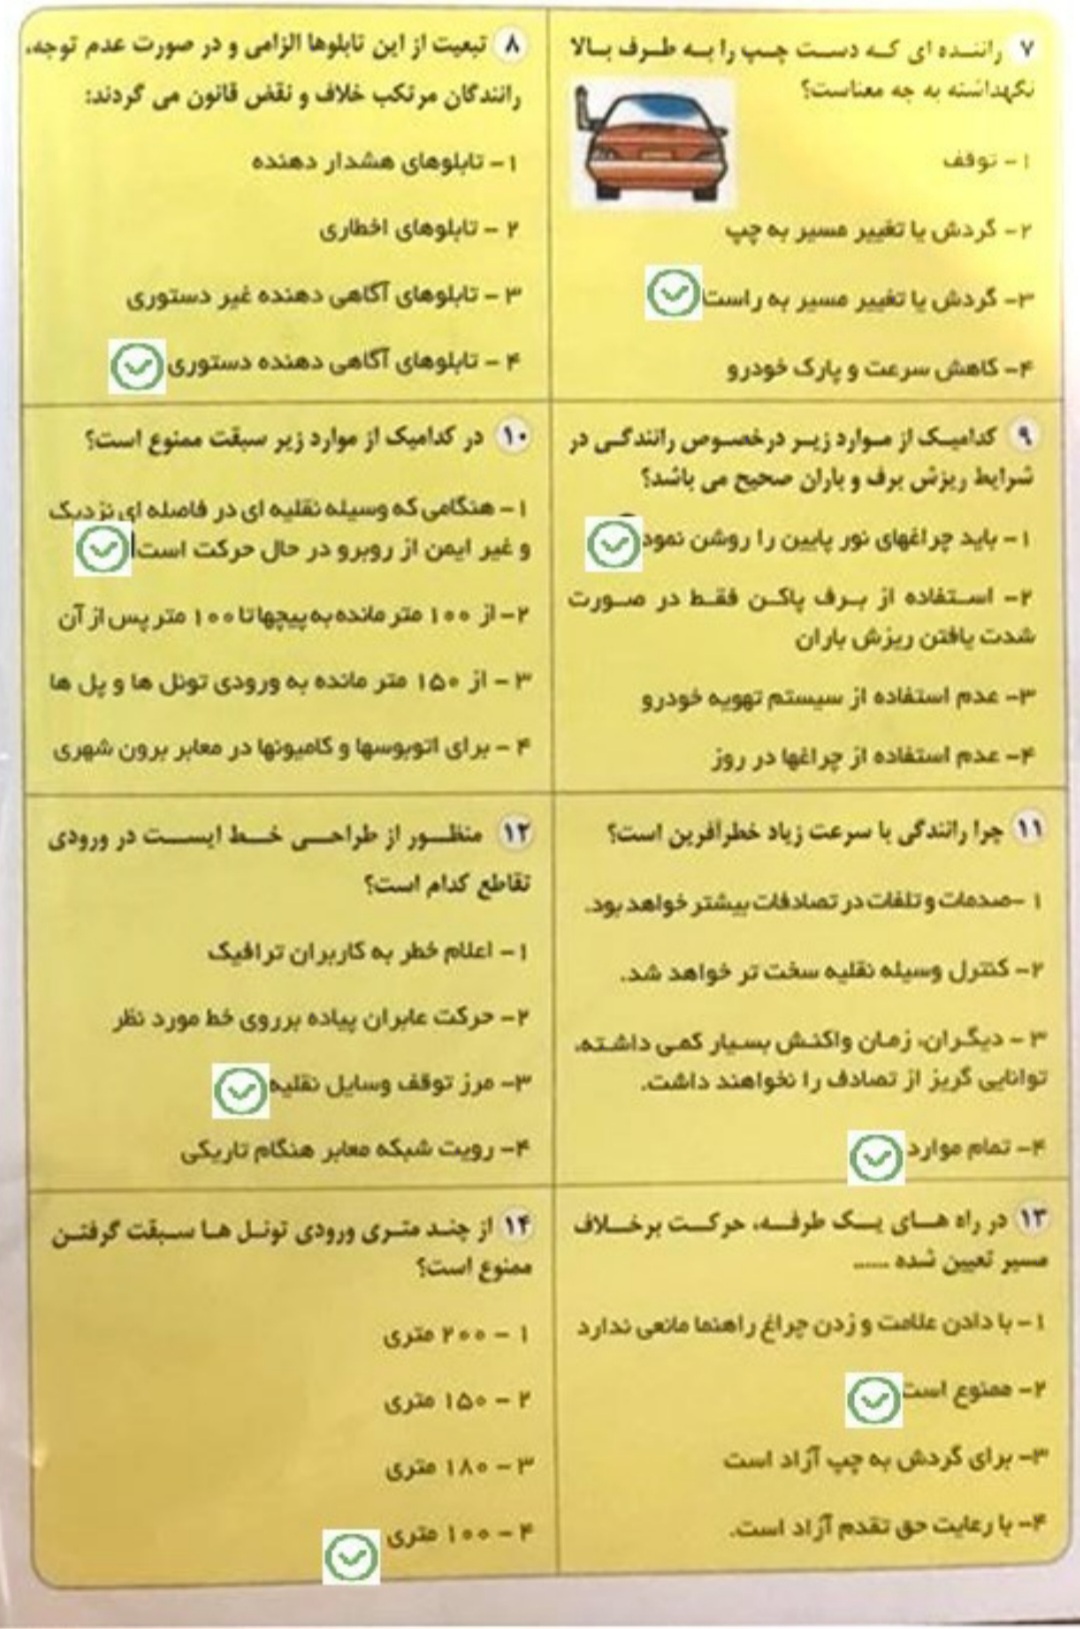 ۷ راننده ای که دست چپ را به طرف بالا
نگهداشته به چه معناست؟
۱- توقف
۲- گردش یا تغییر مسیر به چپ
۳- گردش یا تغییر مسیر به راست
۴- کاهش سرعت و پارک خودرو
۸ تبعیت از این تابلوها الزامی و در صورت عدم توجه،
رانندگان مرتکب خلاف و نقض قانون می گردند:
۱- تابلوهای هشدار دهنده
۲- تابلوهای اخطاری
۳- تابلوهای آگاهی دهنده غیر دستوری
۴- تابلوهای آگاهی دهنده دستوری
۹ کدامیک از موارد زیر درخصوص رانندگی در
شرایط ریزش برف و باران صحیح می باشد؟
۱- باید چراغهای نور پایین را روشن نمود
۲- استفاده از برف پاکن فقط در صورت
شدت یافتن ریزش باران
۳- عدم استفاده از سیستم تهویه خودرو
۴- عدم استفاده از چراغها در روز
۱۰ در کدامیک از موارد زیر سبقت ممنوع است؟
۱- هنگامی که وسیله نقلیه ای در فاصله ای نزدیک
و غیر ایمن از روبرو در حال حرکت است
۲- از ۱۰۰ متر مانده به پیچها تا ۱۰۰ متر پس از آن
۳- از ۱۵۰ متر مانده به ورودی تونل ها و پل ها
۴- برای اتوبوسها و کامیونها در معابر برون شهری
۱۱ چرا رانندگی با سرعت زیاد خطرآفرین است؟
۱- صدمات و تلفات در تصادفات بیشتر خواهد بود.
۲- کنترل وسیله نقلیه سخت تر خواهد شد.
۳- دیگران، زمان واکنش بسیار کمی داشته،
توانایی گریز از تصادف را نخواهند داشت.
۴- تمام موارد
۱۲ منظور از طراحی خط ایست در ورودی
تقاطع کدام است؟
۱- اعلام خطر به کاربران ترافیک
۲- حرکت عابران پیاده برروی خط مورد نظر
۳- مرز توقف وسایل نقلیه
۴- رویت شبکه معابر هنگام تاریکی
۱۳ در راه های یک طرفه، حرکت برخلاف
مسیر تعیین شده ......
۱- با دادن علامت و زدن چراغ راهنما مانعی ندارد
۲- ممنوع است
۳- برای گردش به چپ آزاد است
۴- با رعایت حق تقدم آزاد است.
۱۴ از چند متری ورودی تونل ها سبقت گرفتن
ممنوع است؟
۱- ۲۰۰ متری
۲- ۱۵۰ متری
۳- ۱۸۰ متری
۴- ۱۰۰ متری